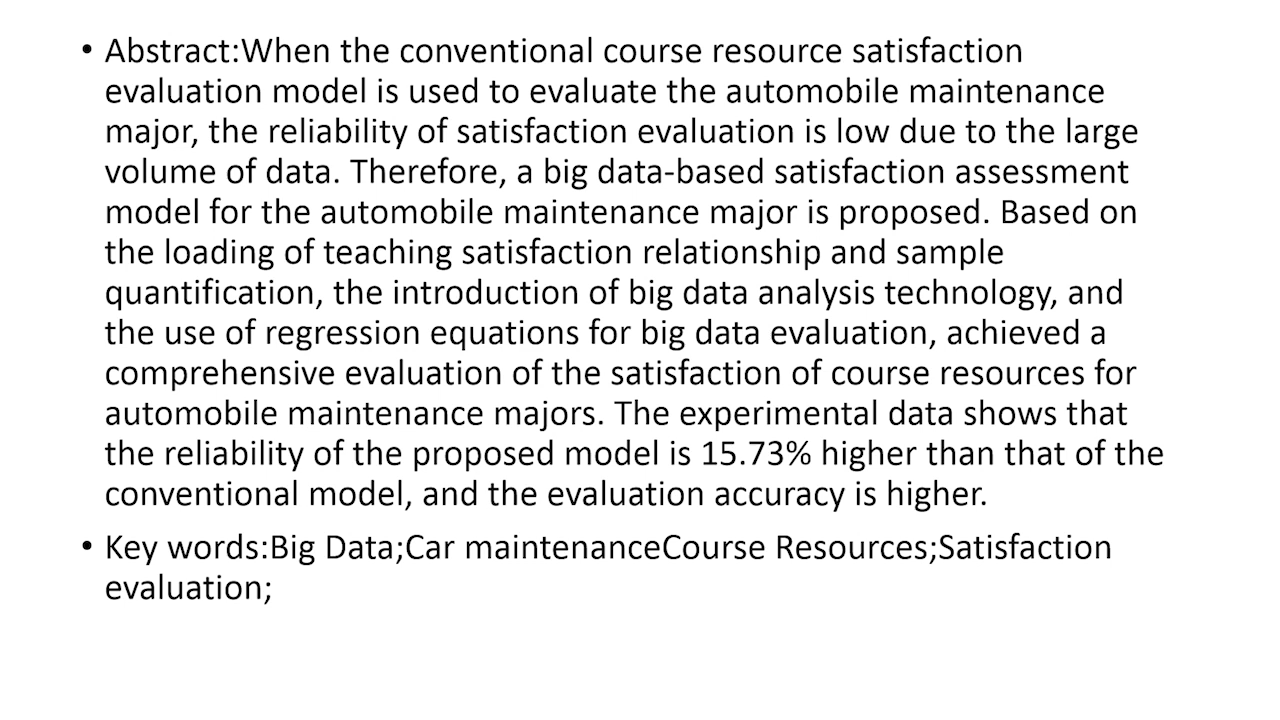 • Abstract:When the conventional course resource satisfaction
evaluation model is used to evaluate the automobile maintenance
major, the reliability of satisfaction evaluation is low due to the large
volume of data. Therefore, a big data-based satisfaction assessment
model for the automobile maintenance major is proposed. Based on
the loading of teaching satisfaction relationship and sample
quantification, the introduction of big data analysis technology, and
the use of regression equations for big data evaluation, achieved a
comprehensive evaluation of the satisfaction of course resources for
automobile maintenance majors. The experimental data shows that
the reliability of the proposed model is 15.73% higher than that of the
conventional model, and the evaluation accuracy is higher.
• Key words:Big Data;Car maintenanceCourse Resources;Satisfaction
evaluation;